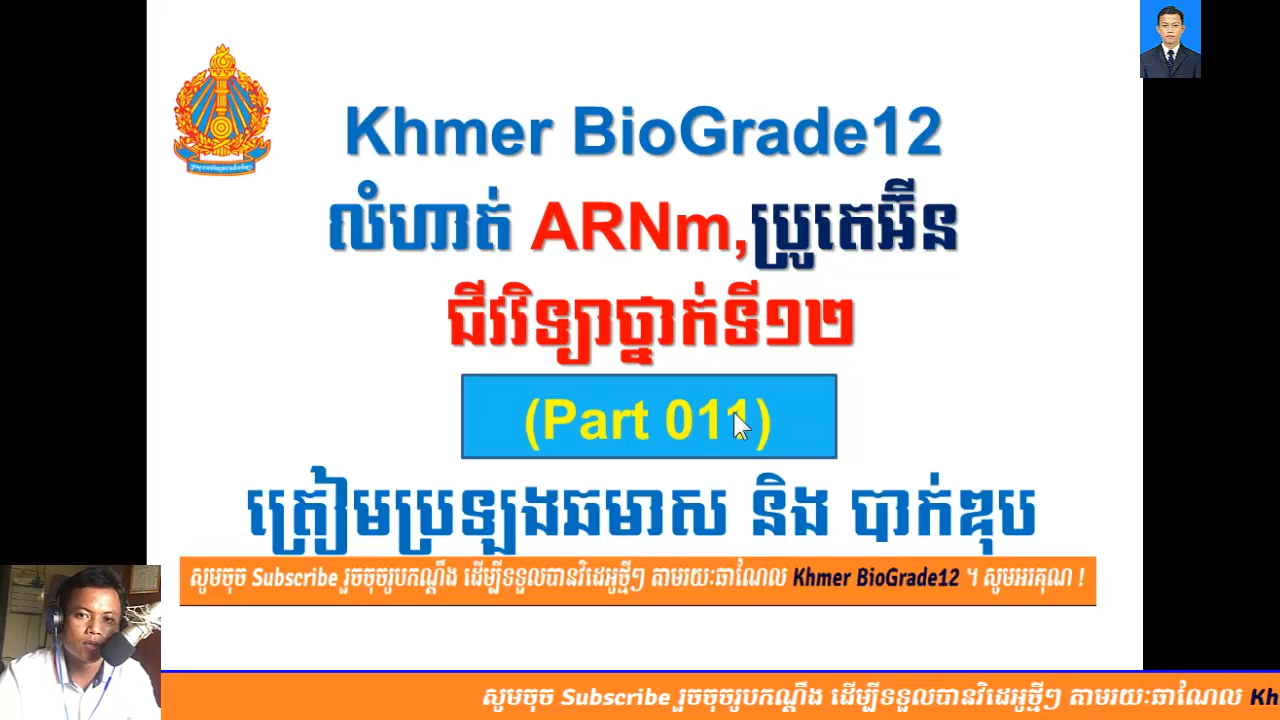 Khmer BioGrade12
លំហាត់ ARNm,ប្រូតេអ៊ីន
ជីវវិទ្យាថ្នាក់ទី១២
(Part 011)
ត្រៀមប្រឡងឆមាស និង បាក់ឌុប
សូមចុច Subscribe រួចចុចរូបកណ្ដឹង ដើម្បីទទួលបានវិដេអូថ្មីៗ តាមរយៈឆាណែល Khmer BioGrade12 ។ សូមអរគុណ !
សូមចុច Subscribe រួចចុចរូបកណ្ដឹង ដើម្បីទទួលបានវិដេអូថ្មីៗ តាមរយៈឆាណែល Kh